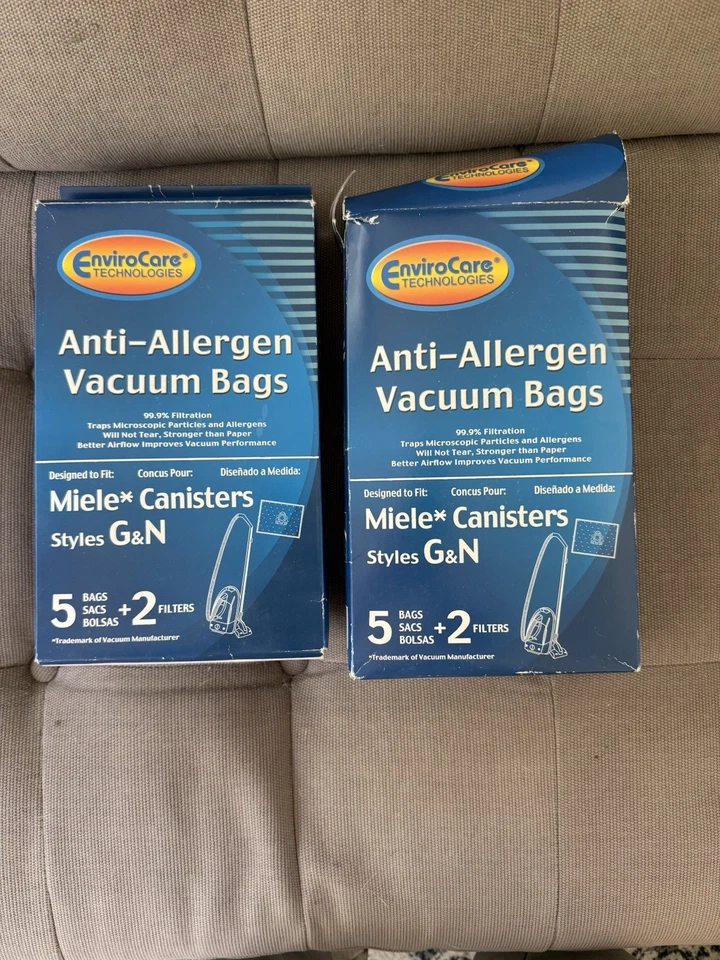 EnviroCare®
TECHNOLOGIES
Anti-Allergen
Vacuum Bags
99.9% Filtration
Traps Microscopic Particles and Allergens
Will Not Tear, Stronger than Paper
Better Airflow Improves Vacuum Performance
Designed to Fit: Concus Pour: Diseñado a Medida:
Miele* Canisters
Styles G&N
5 BAGS
SACS
BOLSAS
+2 FILTERS
*Trademark of Vacuum Manufacturer
EnviroCare®
TECHNOLOGIES
EnviroCare®
TECHNOLOGIES
Anti-Allergen
Vacuum Bags
99.9% Filtration
Traps Microscopic Particles and Allergens
Will Not Tear, Stronger than Paper
Better Airflow Improves Vacuum Performance
Designed to Fit: Concus Pour: Diseñado a Medida:
Miele* Canisters
Styles G&N
5 BAGS
SACS
BOLSAS
+2 FILTERS
*Trademark of Vacuum Manufacturer